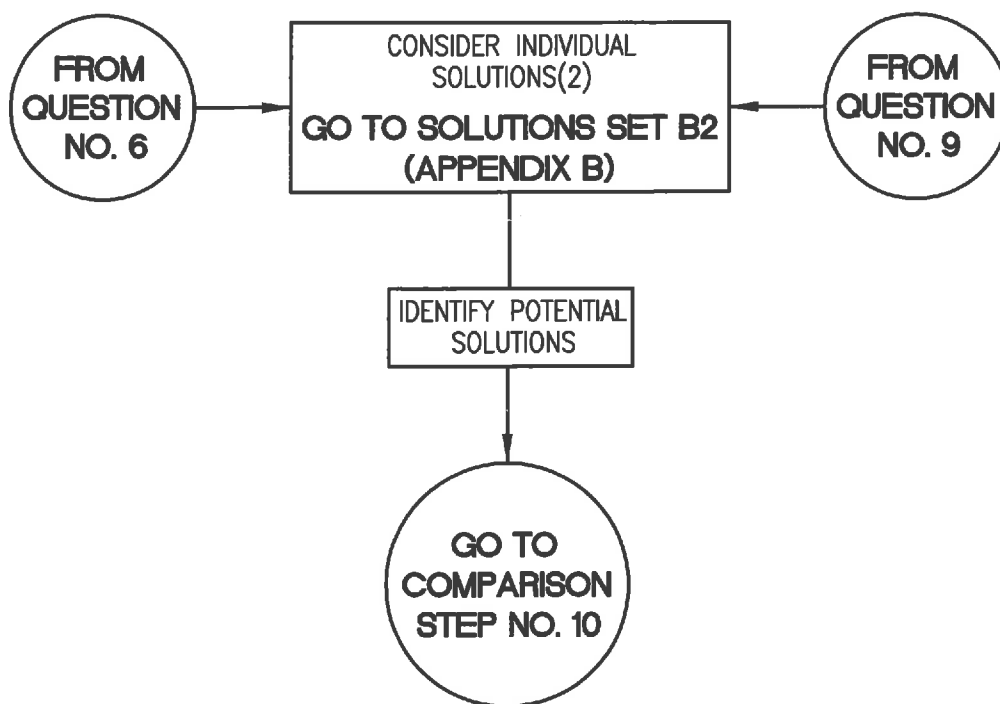 FROM
QUESTION
NO. 6
CONSIDER INDIVIDUAL
SOLUTIONS(2)
GO TO SOLUTIONS SET B2
(APPENDIX B)
FROM
QUESTION
NO. 9
IDENTIFY POTENTIAL
SOLUTIONS
GO TO
COMPARISON
STEP NO. 10